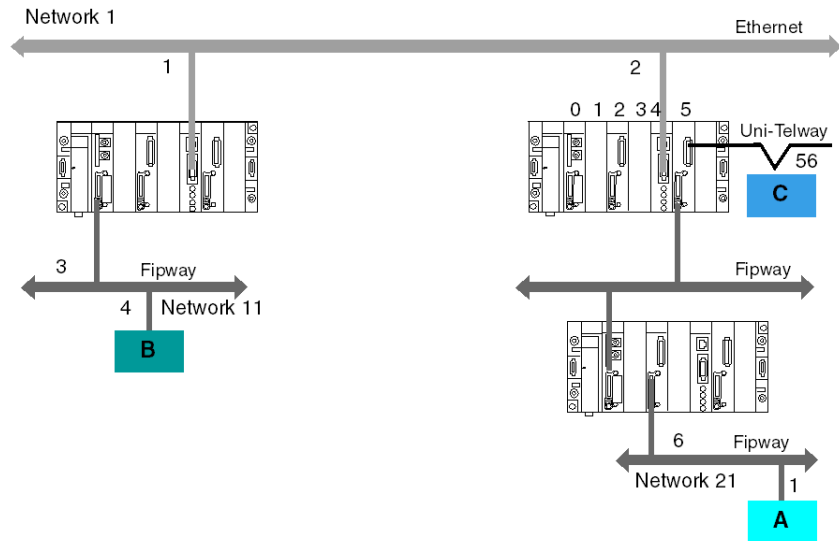 Network 1
Ethernet
1
2
0 1 2 3 4 5
Uni-Telway
56
C
3
Fipway
Fipway
4
Network 11
B
6
Fipway
Network 21
1
A